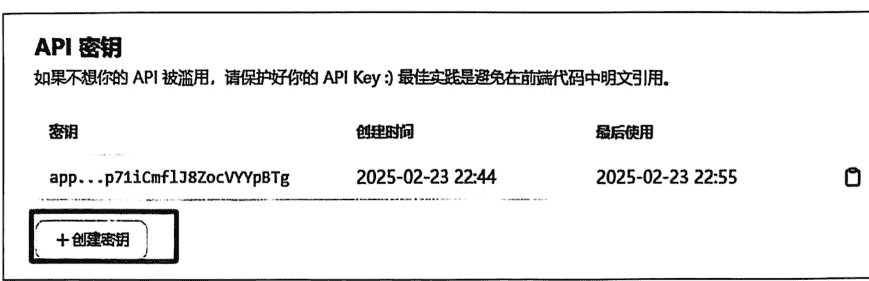 API 密钥
如果不想你的 API 被滥用，请保护好你的 API Key :) 最佳实践是避免在前端代码中明文引用。
密钥 创建时间 最后使用
app...p71iCmflJ8ZocVYYpBTg 2025-02-23 22:44 2025-02-23 22:55
+创建密钥